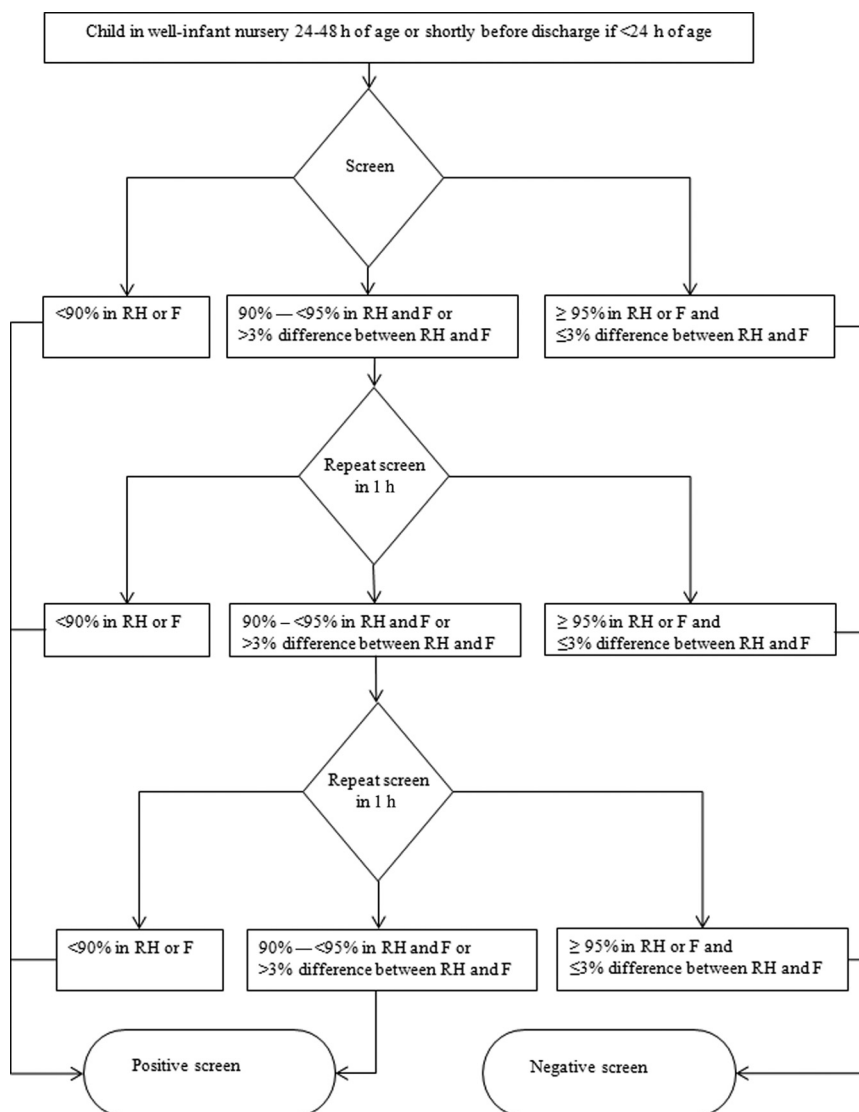 Child in well-infant nursery 24-48 h of age or shortly before discharge if <24 h of age
Screen
<90% in RH or F
90% — <95% in RH and F or
>3% difference between RH and F
≥ 95% in RH or F and
≤3% difference between RH and F
Repeat screen
in 1 h
<90% in RH or F
90% – <95% in RH and F or
>3% difference between RH and F
≥ 95% in RH or F and
≤3% difference between RH and F
Repeat screen
in 1 h
<90% in RH or F
90% — <95% in RH and F or
>3% difference between RH and F
≥ 95% in RH or F and
≤3% difference between RH and F
Positive screen
Negative screen